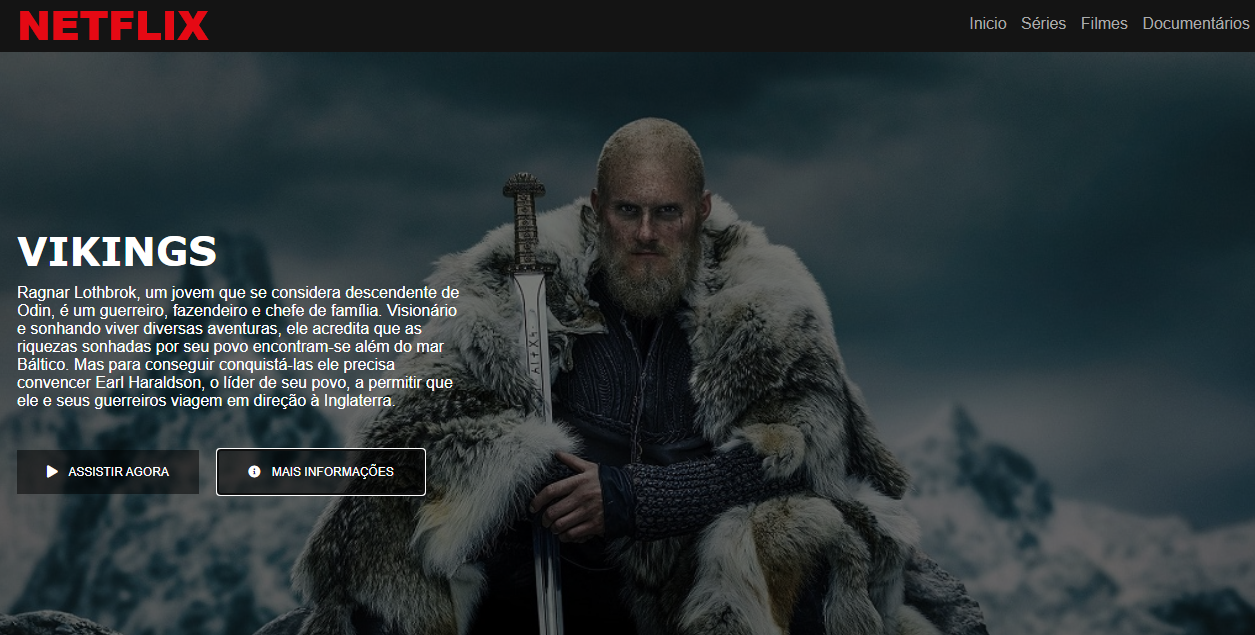 NETFLIX
Inicio Séries Filmes Documentários
VIKINGS
Ragnar Lothbrok, um jovem que se considera descendente de
Odin, é um guerreiro, fazendeiro e chefe de família. Visionário
e sonhando viver diversas aventuras, ele acredita que as
riquezas sonhadas por seu povo encontram-se além do mar
Báltico. Mas para conseguir conquistá-las ele precisa
convencer Earl Haraldson, o líder de seu povo, a permitir que
ele e seus guerreiros viagem em direção à Inglaterra.
ASSISTIR AGORA
MAIS INFORMAÇÕES